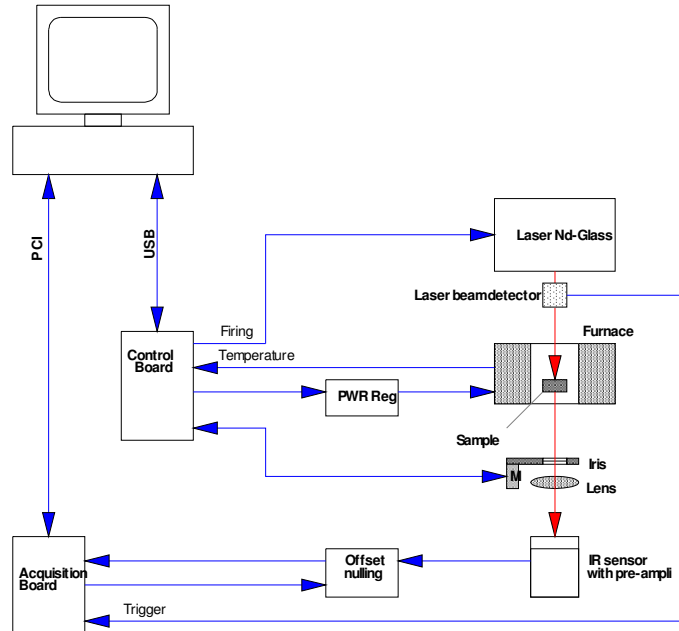 PCI
USB
Laser Nd-Glass
Laser beamdetector
Firing
Furnace
Control
Board
Temperature
PWR Reg
Sample
Iris
M
Lens
Acquisition
Board
Offset
nulling
IR sensor
with pre-ampli
Trigger